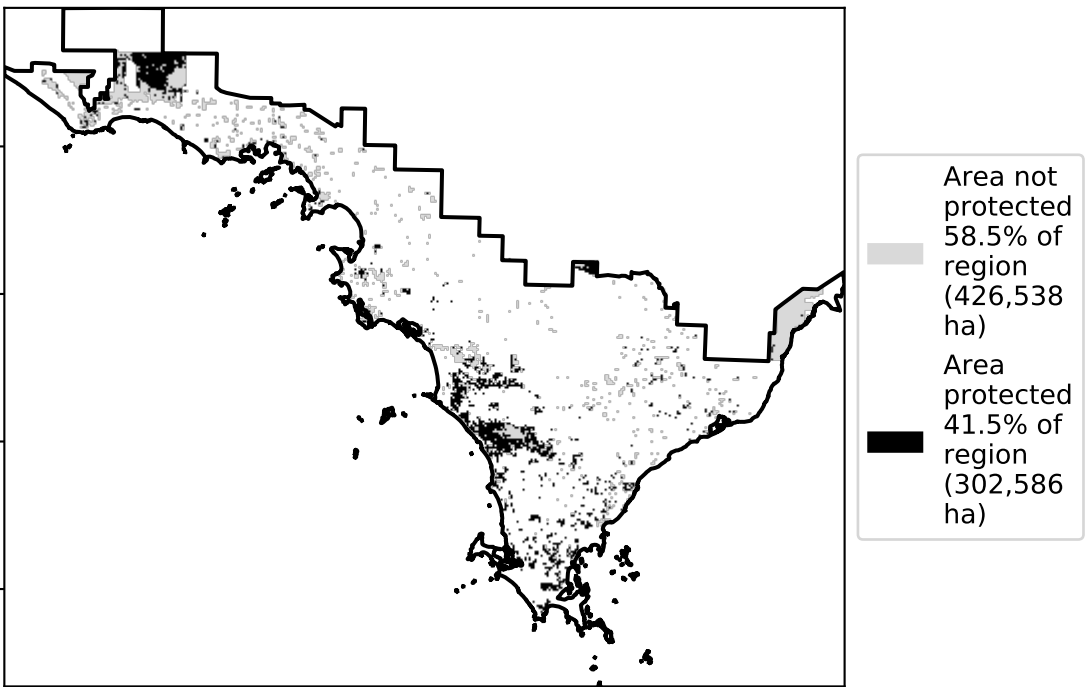 Area not
protected
58.5% of
region
(426,538
ha)
Area
protected
41.5% of
region
(302,586
ha)